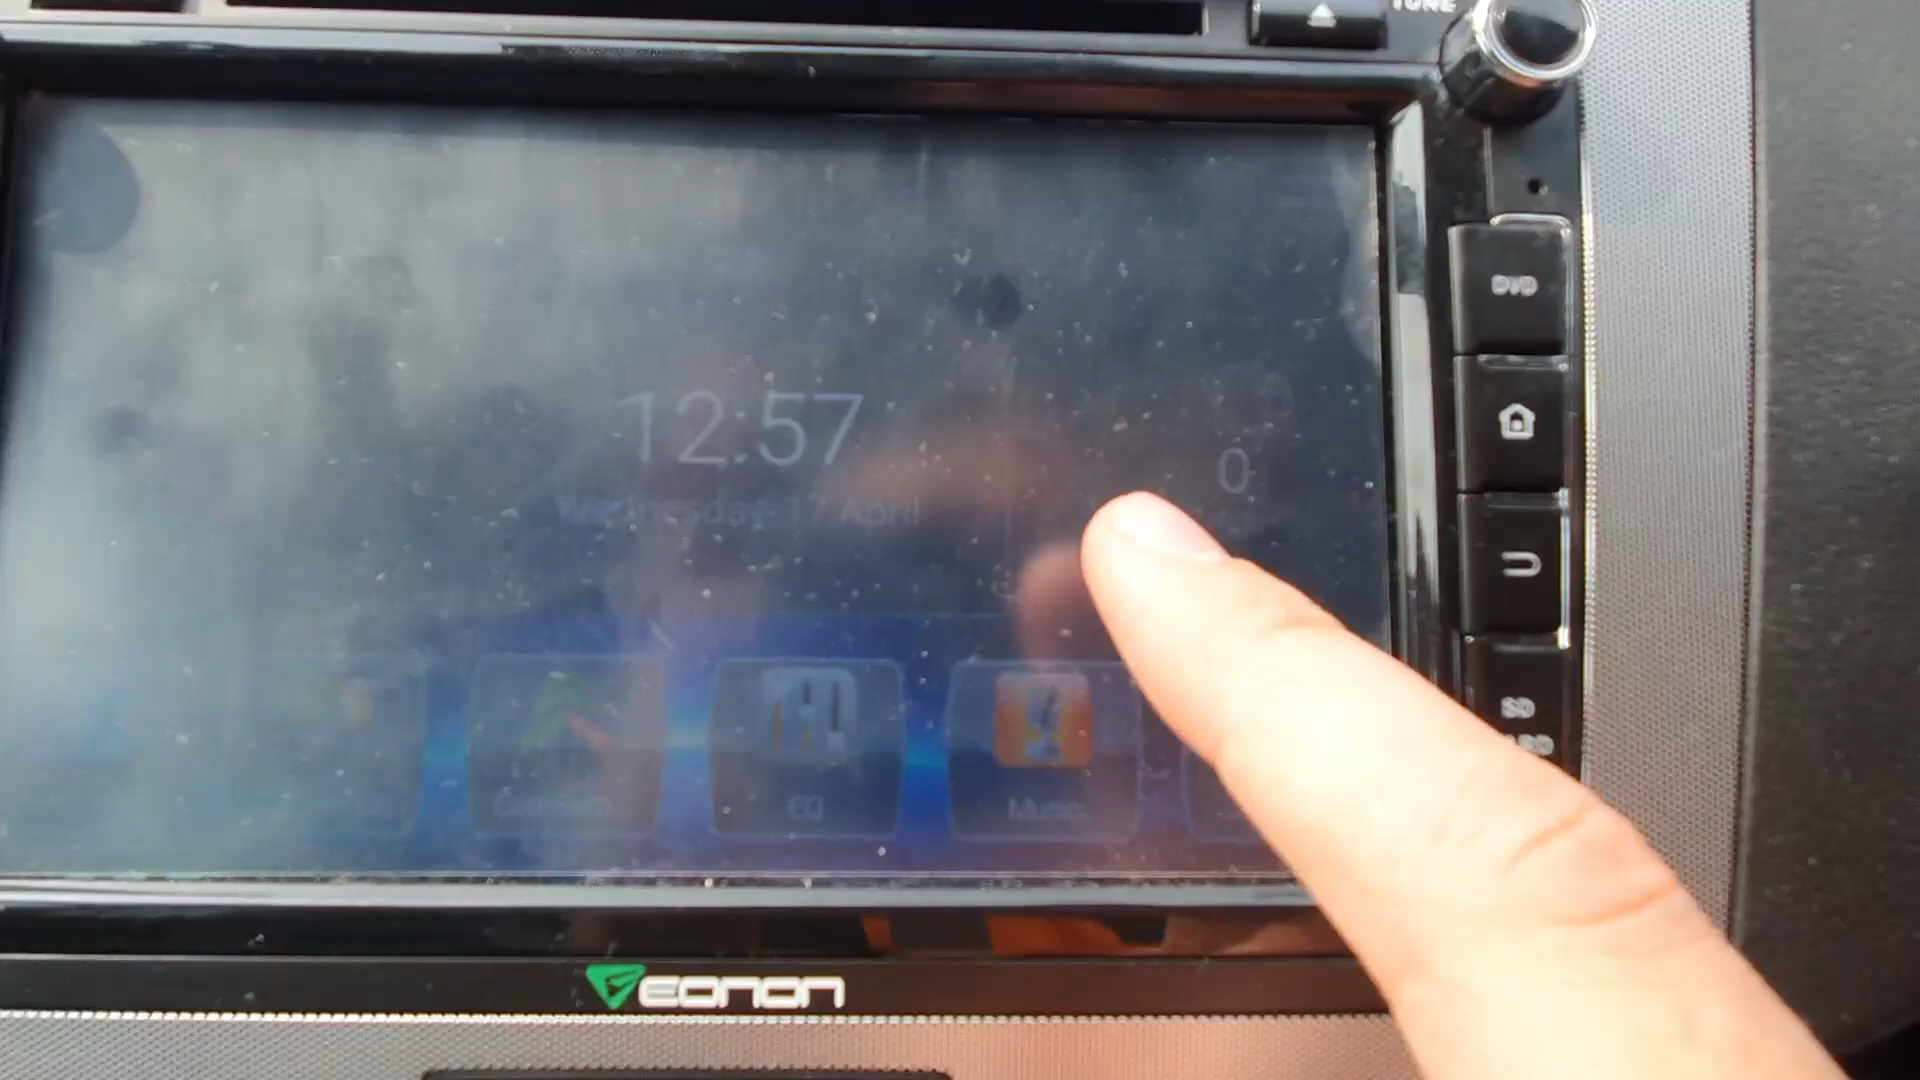 TUNE
DVD
12:57
0
Wednesday 17 April
SD
EQ
Music
EONON